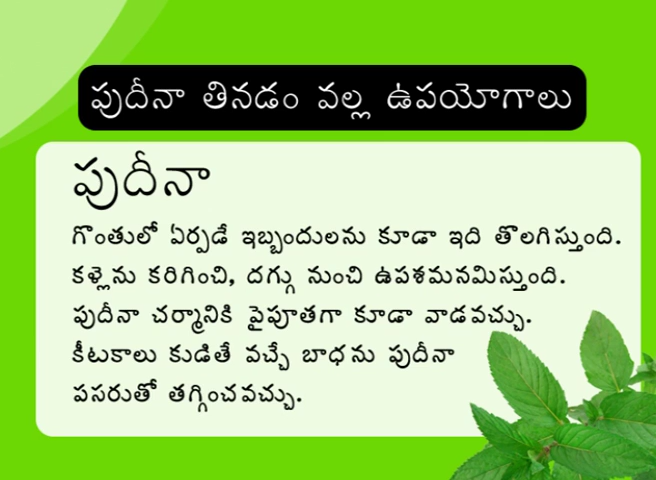 పుదీనా తినడం వల్ల ఉపయోగాలు
పుదీనా
గొంతులో ఏర్పడే ఇబ్బందులను కూడా ఇది తొలగిస్తుంది.
కళ్లెను కరిగించి, దగ్గు నుంచి ఉపశమనమిస్తుంది.
పుదీనా చర్మానికి పైపూతగా కూడా వాడవచ్చు.
కీటకాలు కుడితే వచ్చే బాధను పుదీనా
పసరుతో తగ్గించవచ్చు.